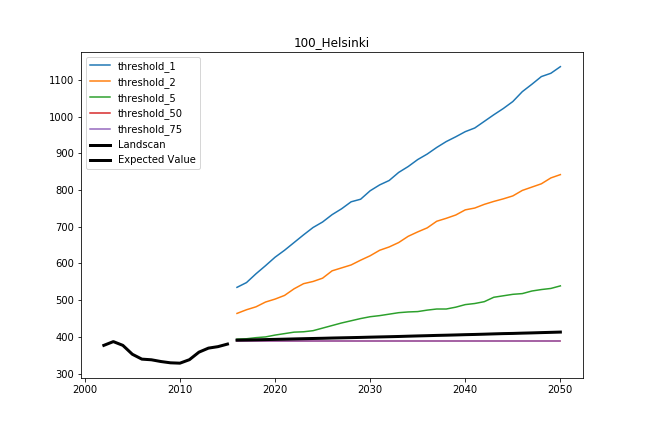 100_Helsinki
threshold_1
threshold_2
threshold_5
threshold_50
threshold_75
Landscan
Expected Value
1100
1000
900
800
700
600
500
400
300
2000 2010 2020 2030 2040 2050